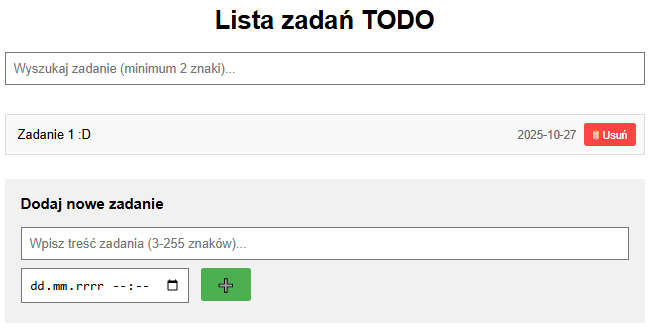 Lista zadań TODO
Wyszukaj zadanie (minimum 2 znaki)...
Zadanie 1 :D 2025-10-27 Usuń
Dodaj nowe zadanie
Wpisz treść zadania (3-255 znaków)...
dd.mm.rrrr --:--